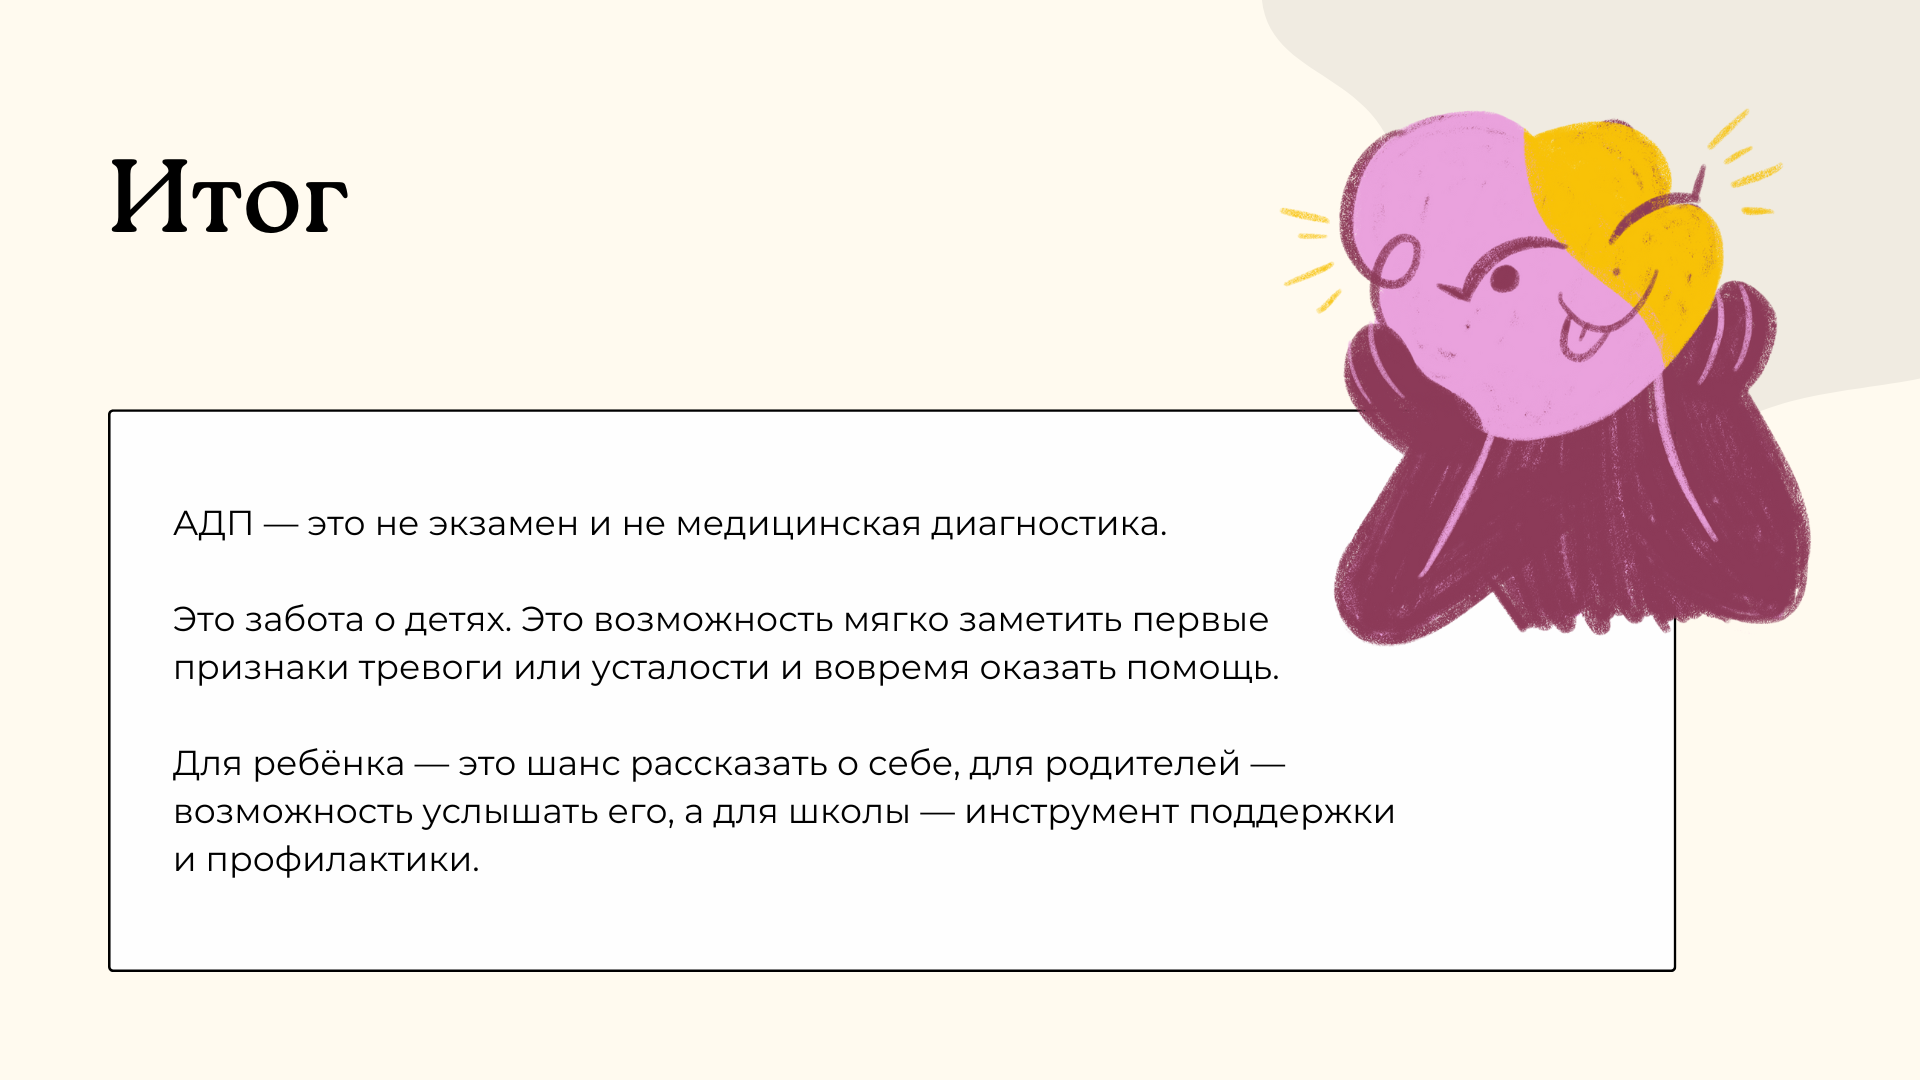 Итог
АДП — это не экзамен и не медицинская диагностика.
Это забота о детях. Это возможность мягко заметить первые
признаки тревоги или усталости и вовремя оказать помощь.
Для ребёнка — это шанс рассказать о себе, для родителей —
возможность услышать его, а для школы — инструмент поддержки
и профилактики.